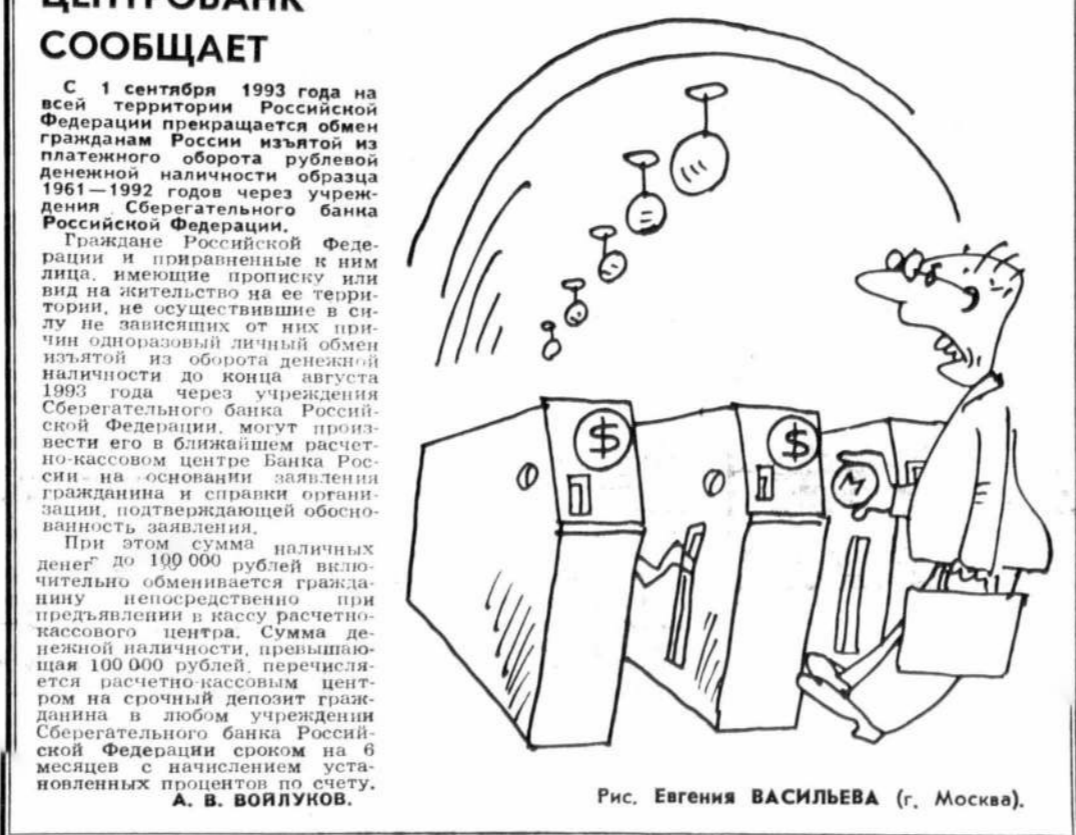 ЦЕНТРОБАНК
СООБЩАЕТ
С 1 сентября 1993 года на
всей территории Российской
Федерации прекращается обмен
гражданам России изъятой из
платежного оборота рублевой
денежной наличности образца
1961—1992 годов через учреж-
дения Сберегательного банка
Российской Федерации.
Граждане Российской Феде-
рации и приравненные к ним
лица, имеющие прописку или
вид на жительство на ее терри-
тории, не осуществившие в си-
лу не зависящих от них при-
чин одноразовый личный обмен
изъятой из оборота денежной
наличности до конца августа
1993 года через учреждения
Сберегательного банка Россий-
ской Федерации, могут произ-
вести его в ближайшем расчет-
но-кассовом центре Банка Рос-
сии на основании заявления
гражданина и справки органи-
зации, подтверждающей обосно-
ванность заявления.
При этом сумма наличных
денег до 100 000 рублей вклю-
чительно обменивается гражда-
нину непосредственно при
предъявлении в кассу расчетно-
кассового центра. Сумма де-
нежной наличности, превышаю-
щая 100 000 рублей, перечисля-
ется расчетно-кассовым цент-
ром на срочный депозит граж-
данина в любом учреждении
Сберегательного банка Россий-
ской Федерации сроком на 6
месяцев с начислением уста-
новленных процентов по счету.
А. В. ВОЙЛУКОВ.
$
$
М
Рис. Евгения ВАСИЛЬЕВА (г. Москва).